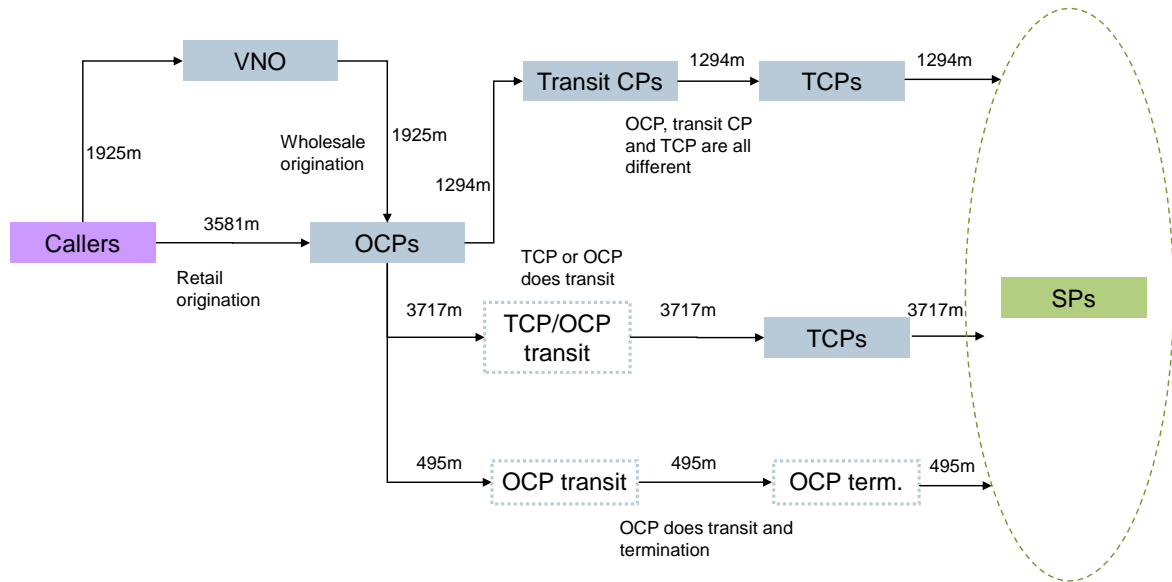 VNO
Transit CPs
1294m
TCPs
1294m
OCP, transit CP
and TCP are all
different
1925m
Wholesale
origination
1925m
1294m
Callers
3581m
OCPs
Retail
origination
TCP or OCP
does transit
SPs
3717m
TCP/OCP
transit
3717m
TCPs
3717m
495m
OCP transit
495m
OCP term.
495m
OCP does transit and
termination